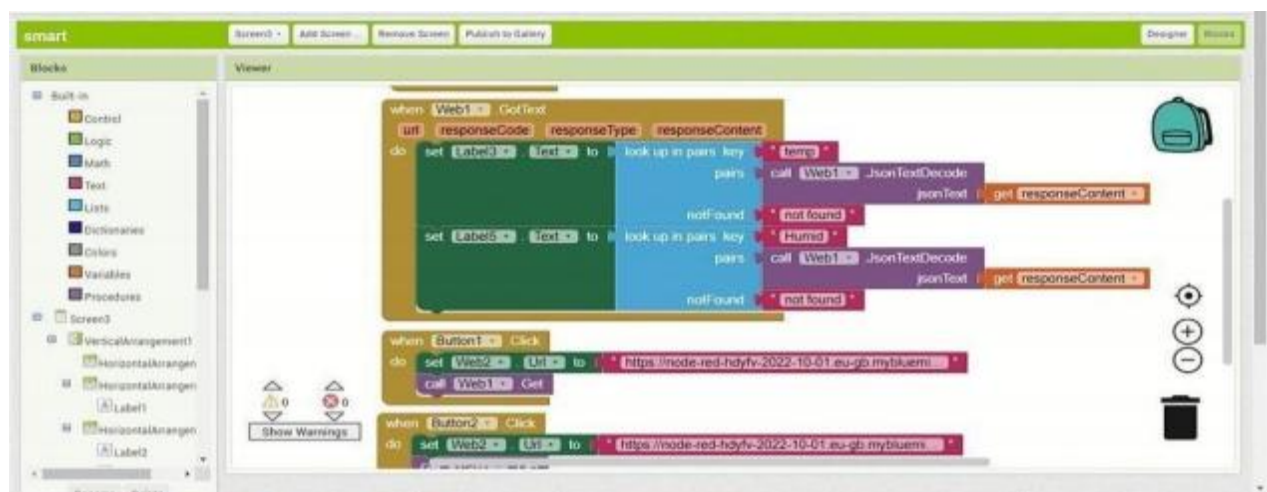 smart Screen3 Add Screen ... Remove Screen Publish to Gallery Designer Blocks
Blocks Viewer
Built-in
Control
Logic
Math
Text
Lists
Dictionaries
Colors
Variables
Procedures
Screen3
VerticalArrangement1
HorizontalArrangen
HorizontalArrangen
Label1
HorizontalArrangen
Label2
when Web1 GotText
url responseCode responseType responseContent
do set Label3 . Text to look up in pairs key " temp "
pairs call Web1 .JsonTextDecode
jsonText get responseContent
notFound " not found "
set Label5 . Text to look up in pairs key " Humid "
pairs call Web1 .JsonTextDecode
jsonText get responseContent
notFound " not found "
when Button1 .Click
do set Web2 . Url to " https://node-red-hdyfv-2022-10-01.eu-gb.mybluemi... "
call Web1 .Get
when Button2 .Click
do set Web2 . Url to " https://node-red-hdyfv-2022-10-01.eu-gb.mybluemi... "
0 0
Show Warnings